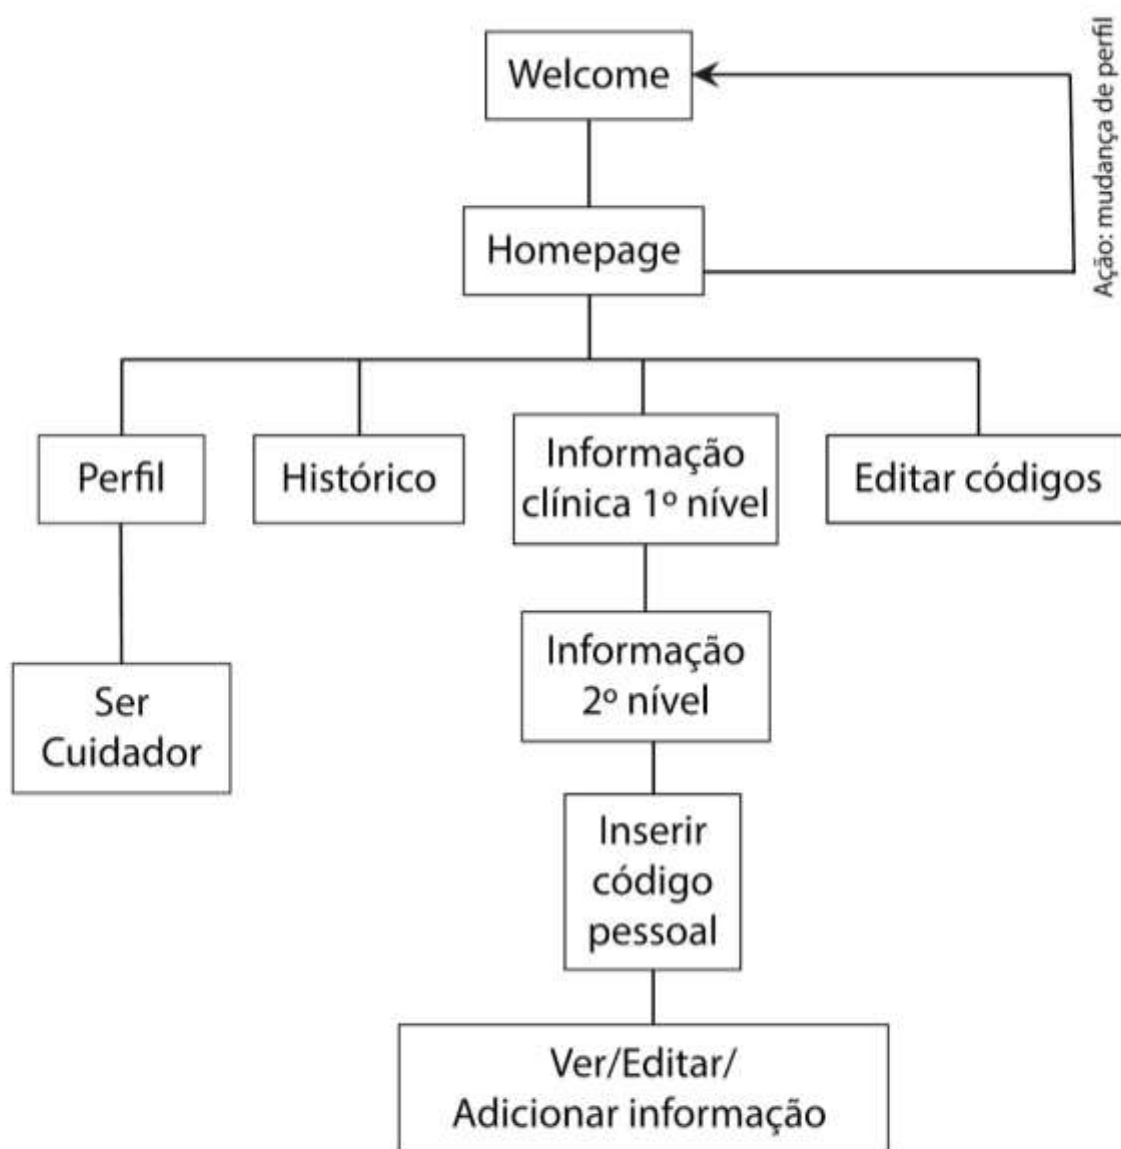 Welcome
Ação: mudança de perfil
Homepage
Perfil
Histórico
Informação
clínica 1º nível
Editar códigos
Informação
2º nível
Ser
Cuidador
Inserir
código
pessoal
Ver/Editar/
Adicionar informação